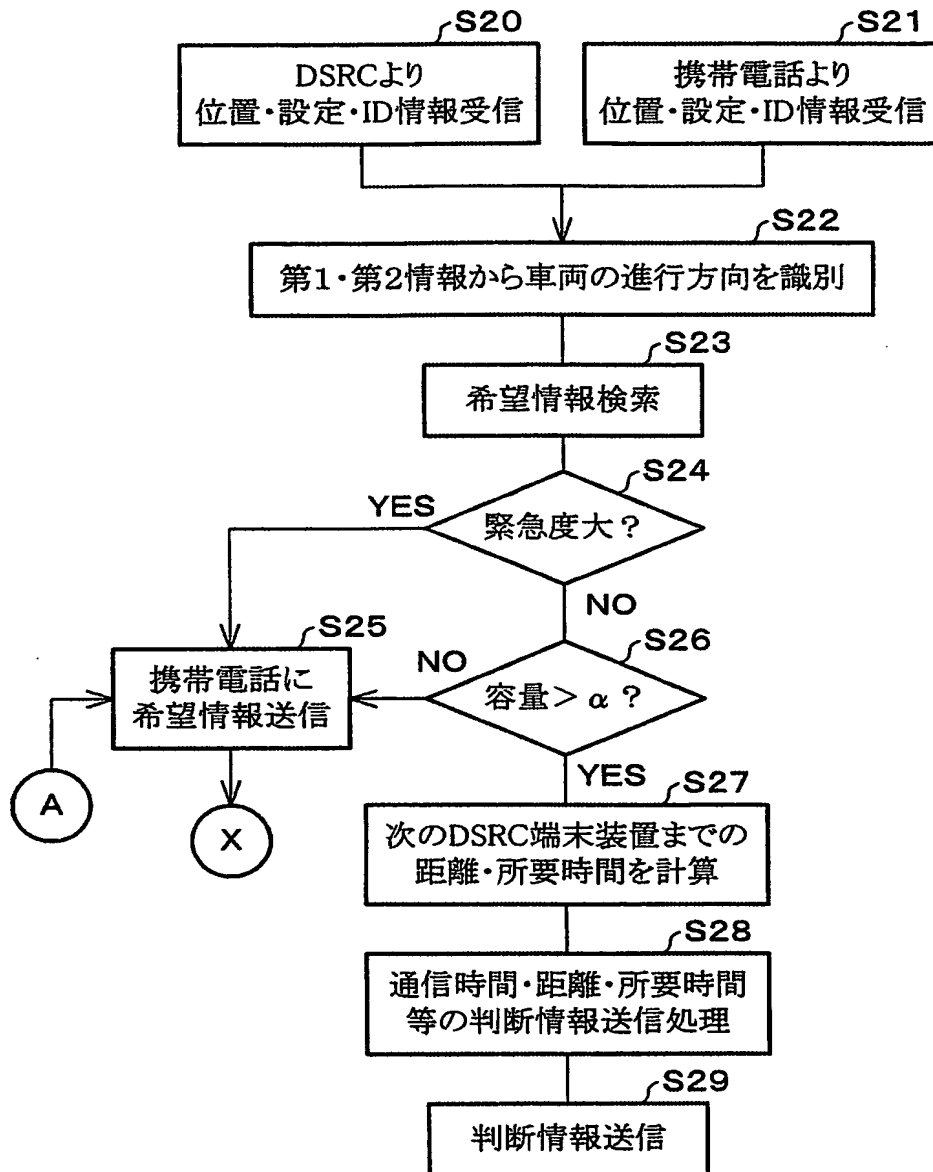 S20
DSRCより
位置・設定・ID情報受信
S21
携帯電話より
位置・設定・ID情報受信
S22
第1・第2情報から車両の進行方向を識別
S23
希望情報検索
S24
緊急度大？
YES
NO
S25
携帯電話に
希望情報送信
S26
容量＞α？
NO
YES
A
X
S27
次のDSRC端末装置までの
距離・所要時間を計算
S28
通信時間・距離・所要時間
等の判断情報送信処理
S29
判断情報送信